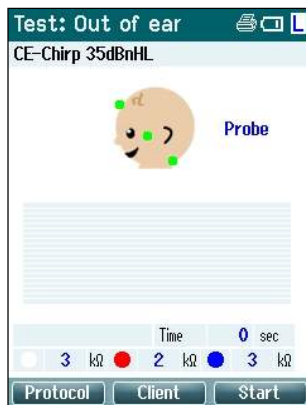 Test: Out of ear L
CE-Chirp 35dBnHL
Probe
Time 0 sec
3 kΩ 2 kΩ 3 kΩ
Protocol Client Start